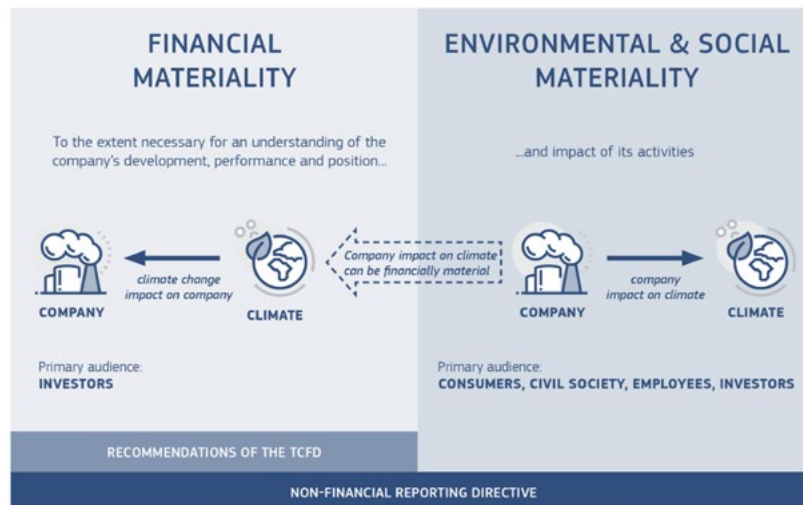 FINANCIAL
MATERIALITY
To the extent necessary for an understanding of the
company's development, performance and position...
COMPANY
climate change
impact on company
CLIMATE
Primary audience:
INVESTORS
RECOMMENDATIONS OF THE TCFD
Company impact on climate
can be financially material
ENVIRONMENTAL & SOCIAL
MATERIALITY
...and impact of its activities
COMPANY
company
impact on climate
CLIMATE
Primary audience:
CONSUMERS, CIVIL SOCIETY, EMPLOYEES, INVESTORS
NON-FINANCIAL REPORTING DIRECTIVE